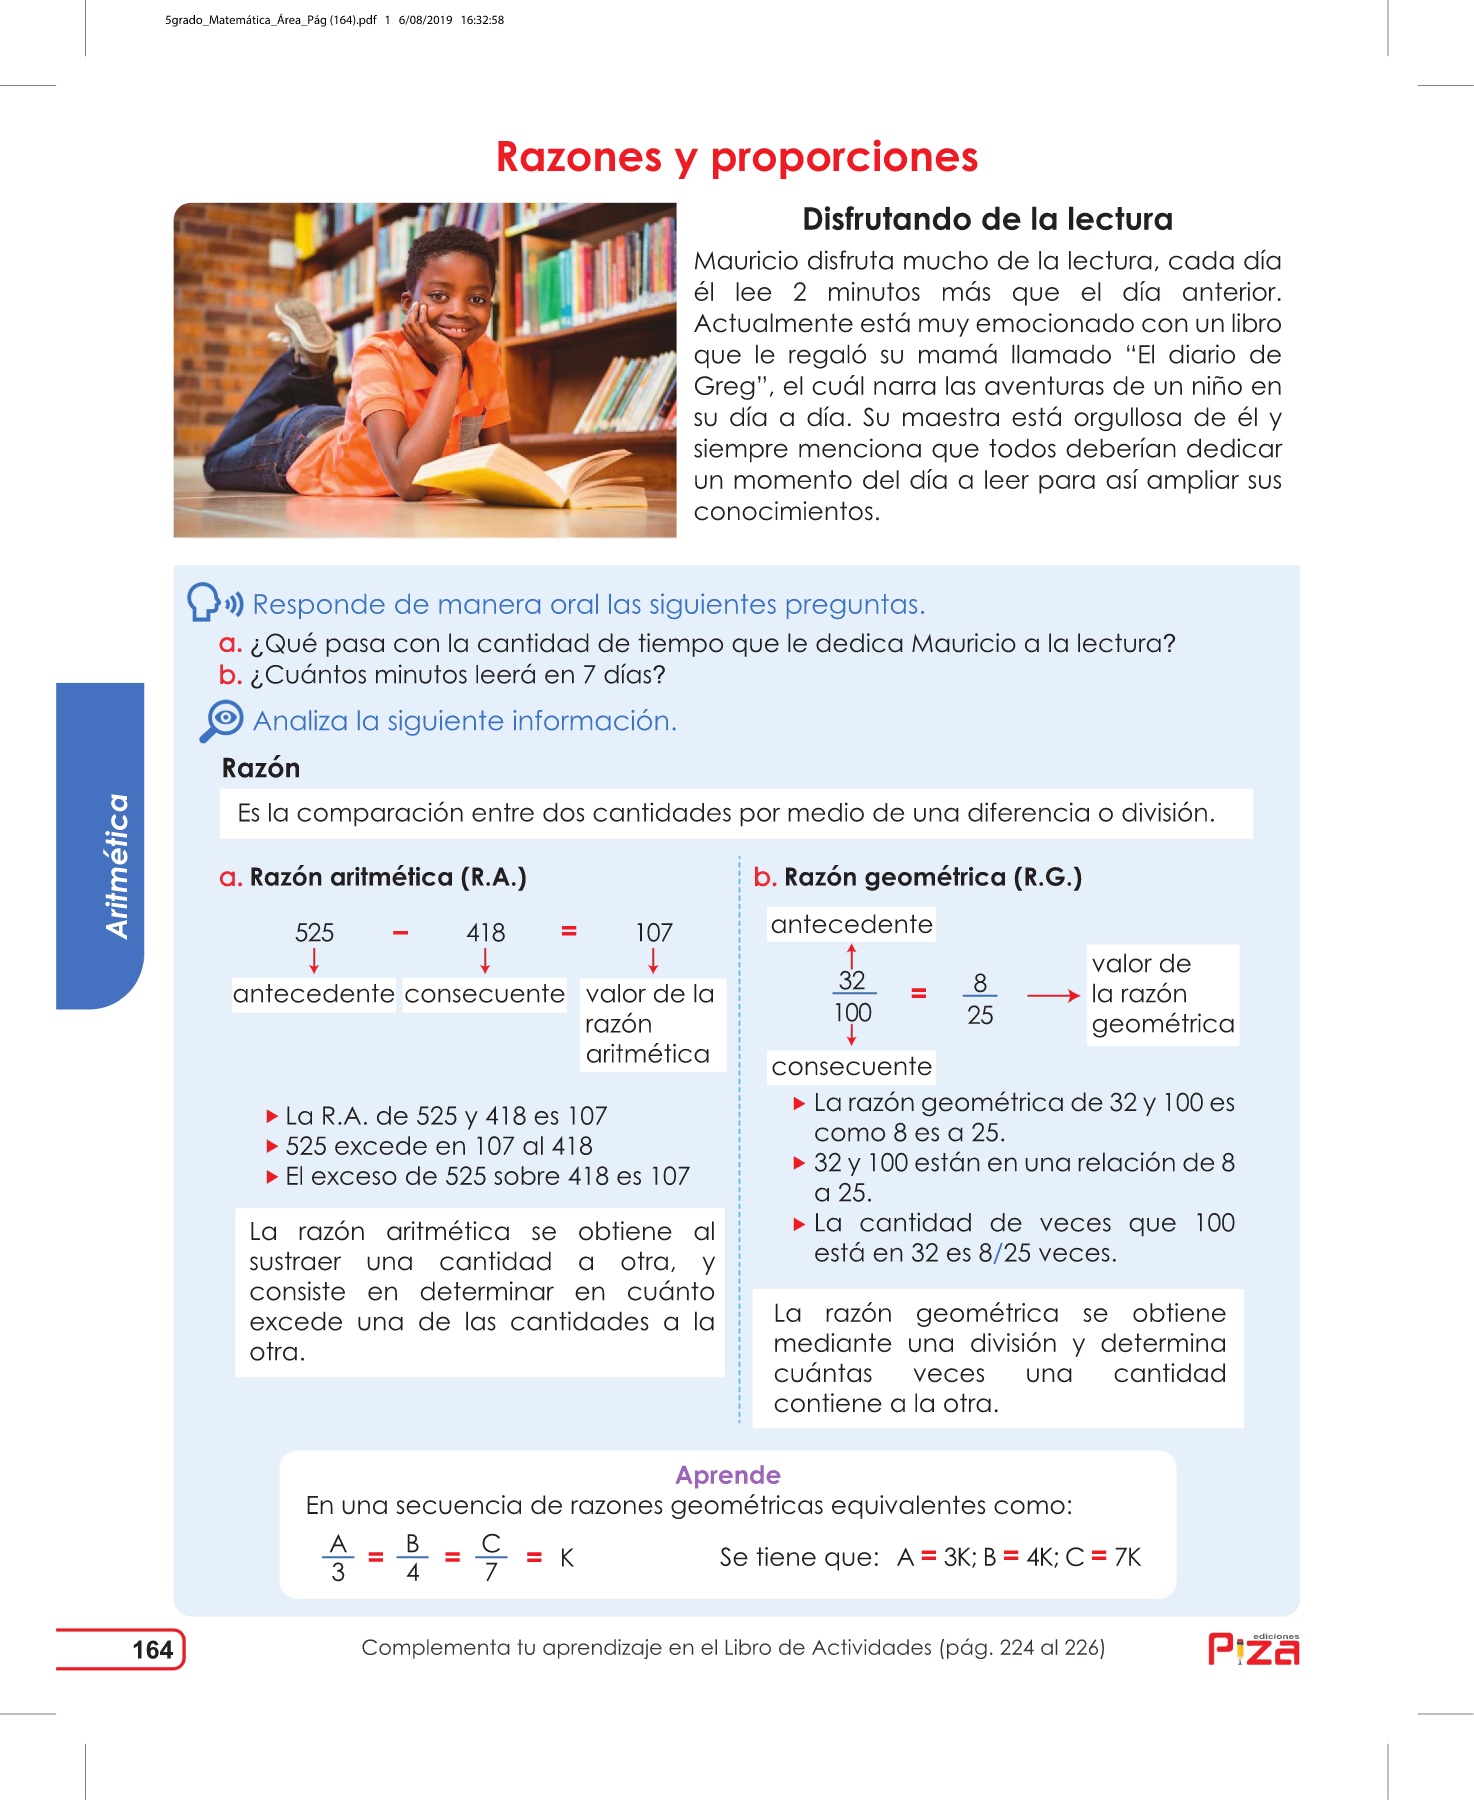 5grado_Matemática_Área_Pág (164).pdf 1 6/08/2019 16:32:58
Razones y proporciones
Disfrutando de la lectura
Mauricio disfruta mucho de la lectura, cada día
él lee 2 minutos más que el día anterior.
Actualmente está muy emocionado con un libro
que le regaló su mamá llamado “El diario de
Greg”, el cuál narra las aventuras de un niño en
su día a día. Su maestra está orgullosa de él y
siempre menciona que todos deberían dedicar
un momento del día a leer para así ampliar sus
conocimientos.
Responde de manera oral las siguientes preguntas.
a. ¿Qué pasa con la cantidad de tiempo que le dedica Mauricio a la lectura?
b. ¿Cuántos minutos leerá en 7 días?
Analiza la siguiente información.
Razón
Es la comparación entre dos cantidades por medio de una diferencia o división.
Aritmética
a. Razón aritmética (R.A.)
525 – 418 = 107
antecedente consecuente valor de la
razón
aritmética
▶ La R.A. de 525 y 418 es 107
▶ 525 excede en 107 al 418
▶ El exceso de 525 sobre 418 es 107
La razón aritmética se obtiene al
sustraer una cantidad a otra, y
consiste en determinar en cuánto
excede una de las cantidades a la
otra.
b. Razón geométrica (R.G.)
antecedente
32/100 = 8/25
valor de
la razón
geométrica
consecuente
▶ La razón geométrica de 32 y 100 es
como 8 es a 25.
▶ 32 y 100 están en una relación de 8
a 25.
▶ La cantidad de veces que 100
está en 32 es 8/25 veces.
La razón geométrica se obtiene
mediante una división y determina
cuántas veces una cantidad
contiene a la otra.
Aprende
En una secuencia de razones geométricas equivalentes como:
A/3 = B/4 = C/7 = K Se tiene que: A = 3K; B = 4K; C = 7K
164
Complementa tu aprendizaje en el Libro de Actividades (pág. 224 al 226)
ediciones
Piza